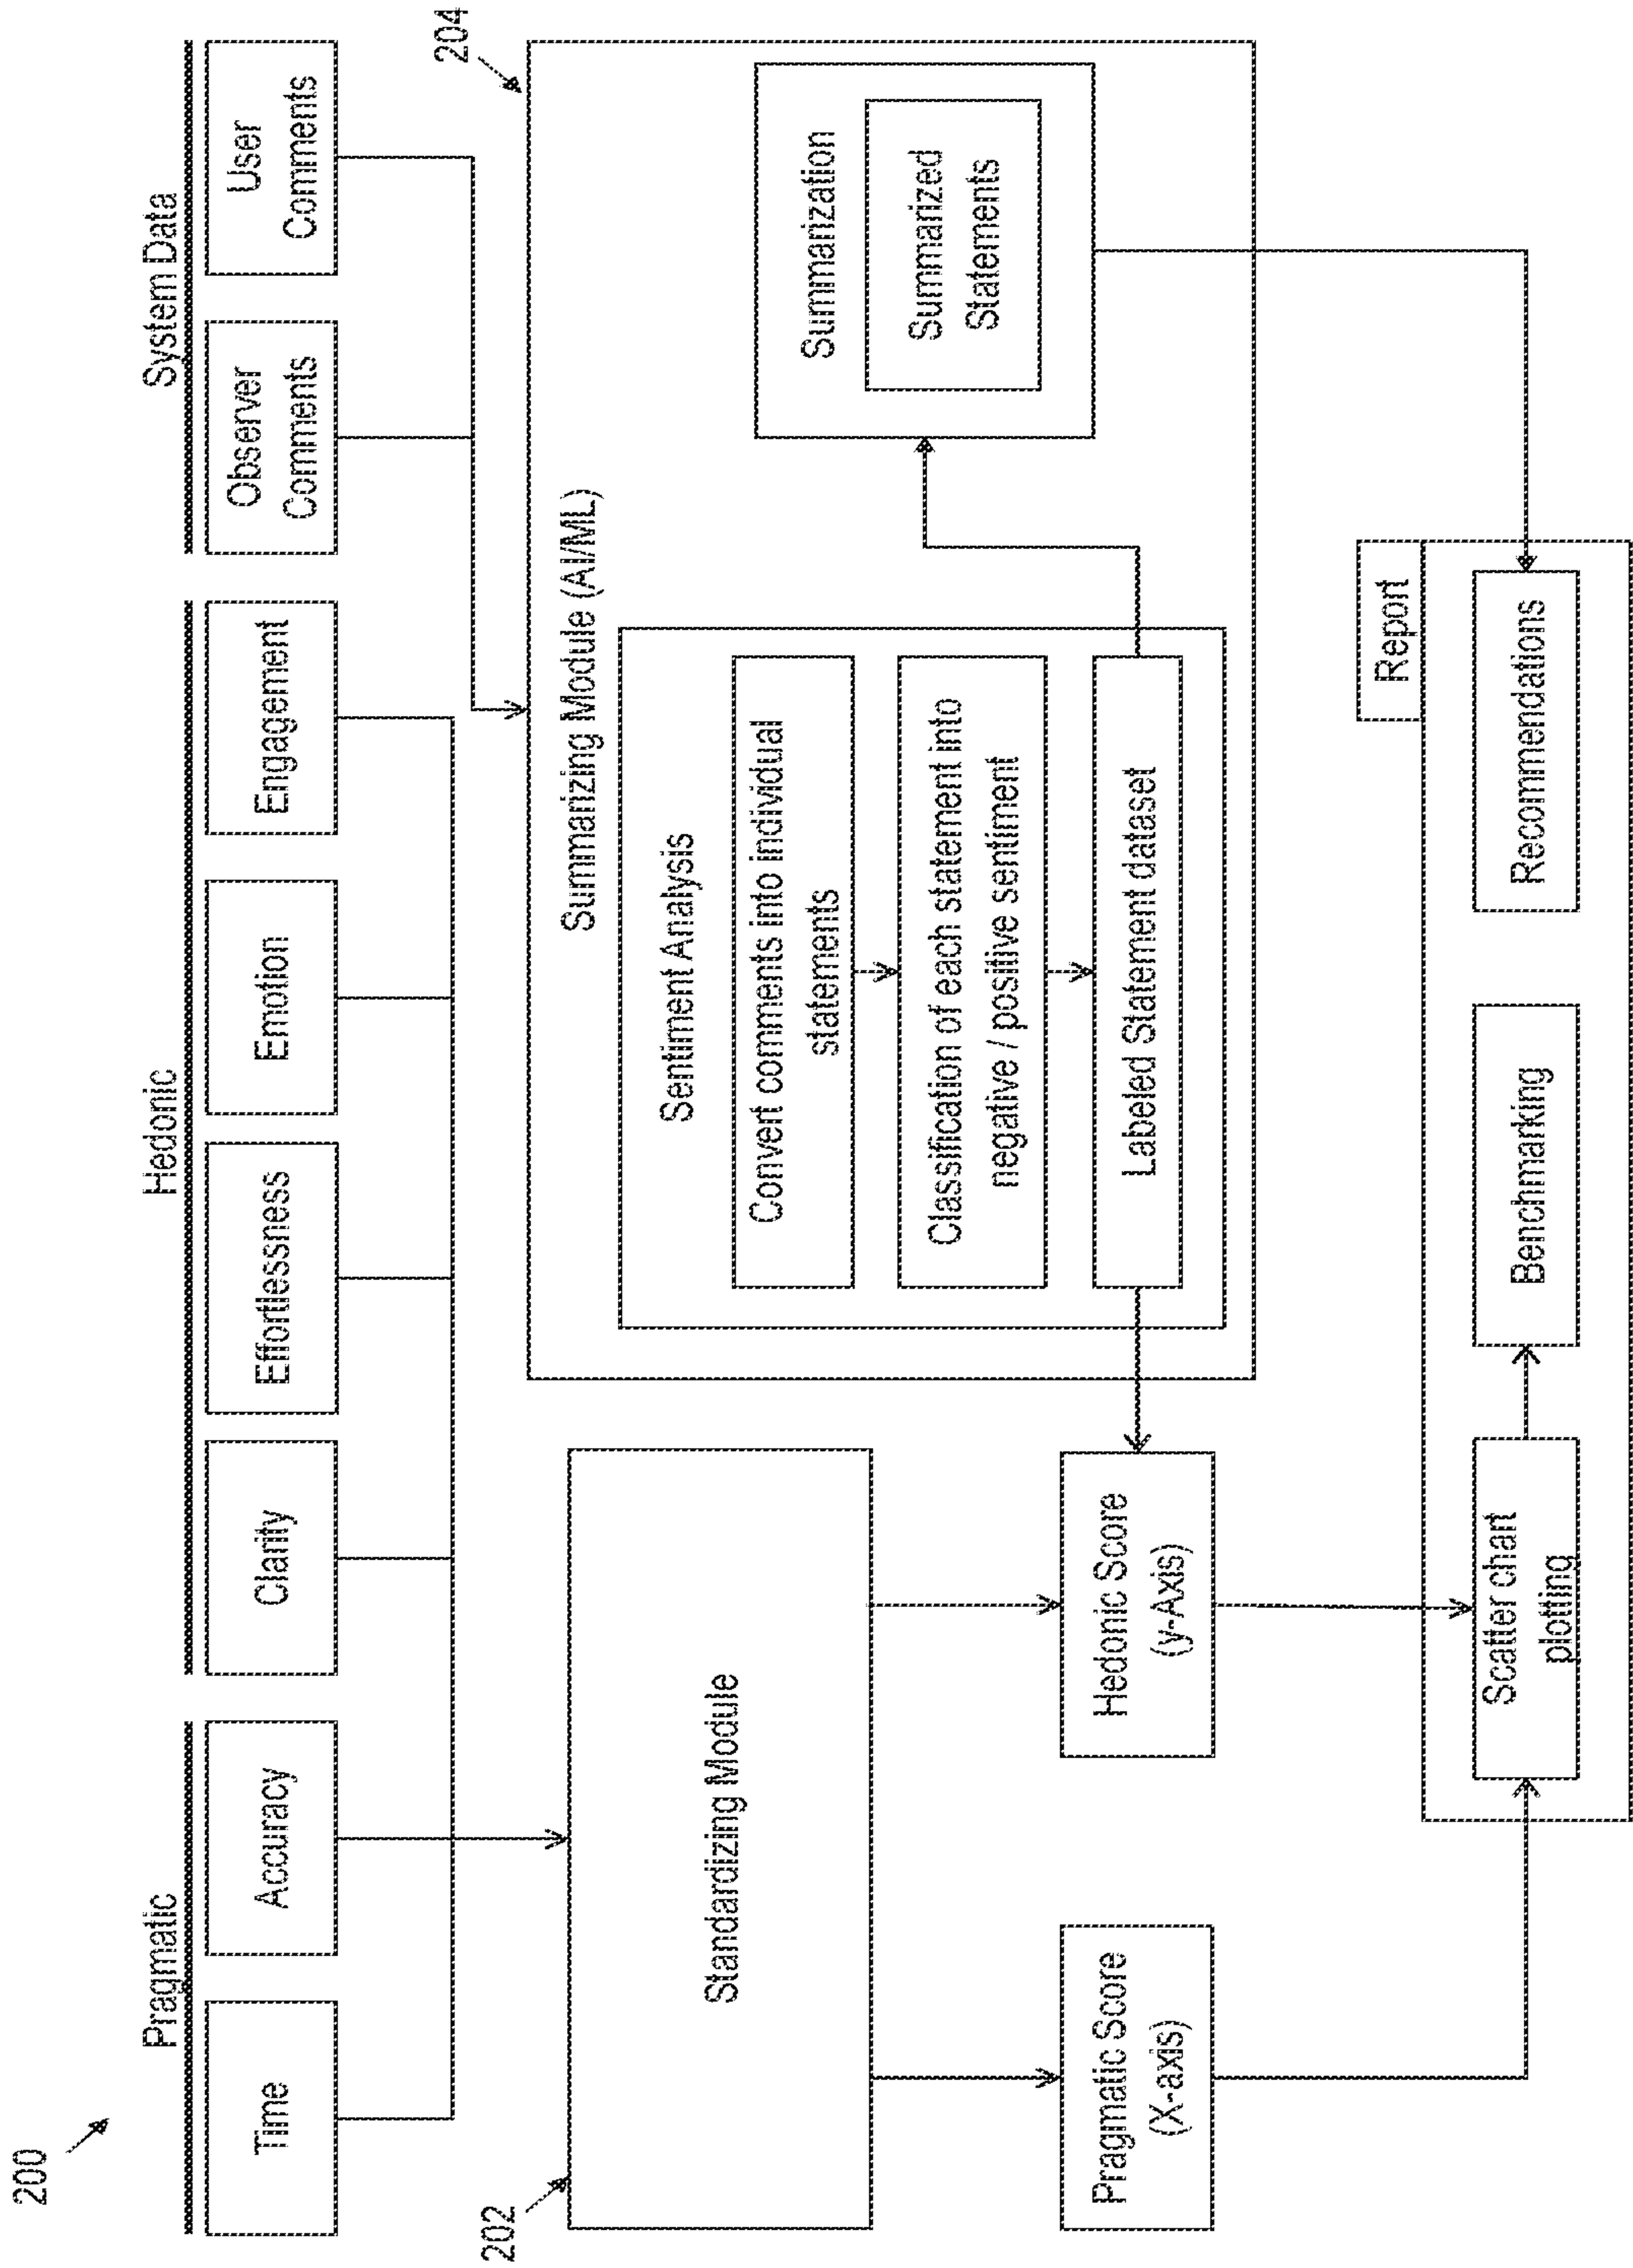 200
Pragmatic
Hedonic
System Data
Time
Accuracy
Clarity
Effortlessness
Emotion
Engagement
Observer
Comments
User
Comments
202
204
Standardizing Module
Summarizing Module (AI/ML)
Sentiment Analysis
Convert comments into individual
statements
Classification of each statement into
negative / positive sentiment
Labeled Statement dataset
Summarization
Summarized
Statements
Pragmatic Score
(X-axis)
Hedonic Score
(y-Axis)
Report
Scatter chart
plotting
Benchmarking
Recommendations